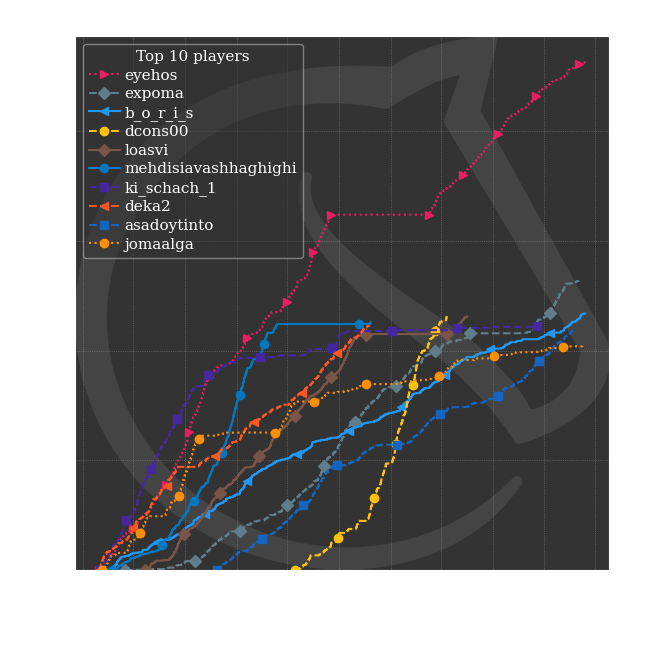 Top 10 players
eyehos
expoma
b_o_r_i_s
dcons00
loasvi
mehdisiavashhaghighi
ki_schach_1
deka2
asadoytinto
jomaalga